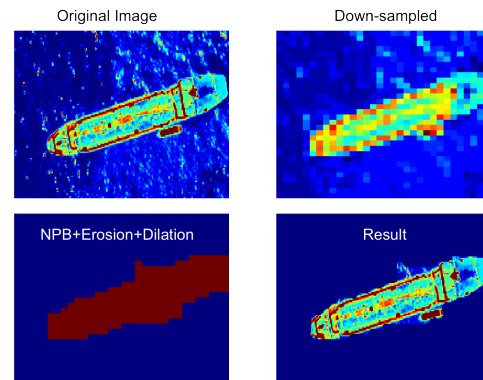 Original Image
Down-sampled
NPB+Erosion+Dilation
Result